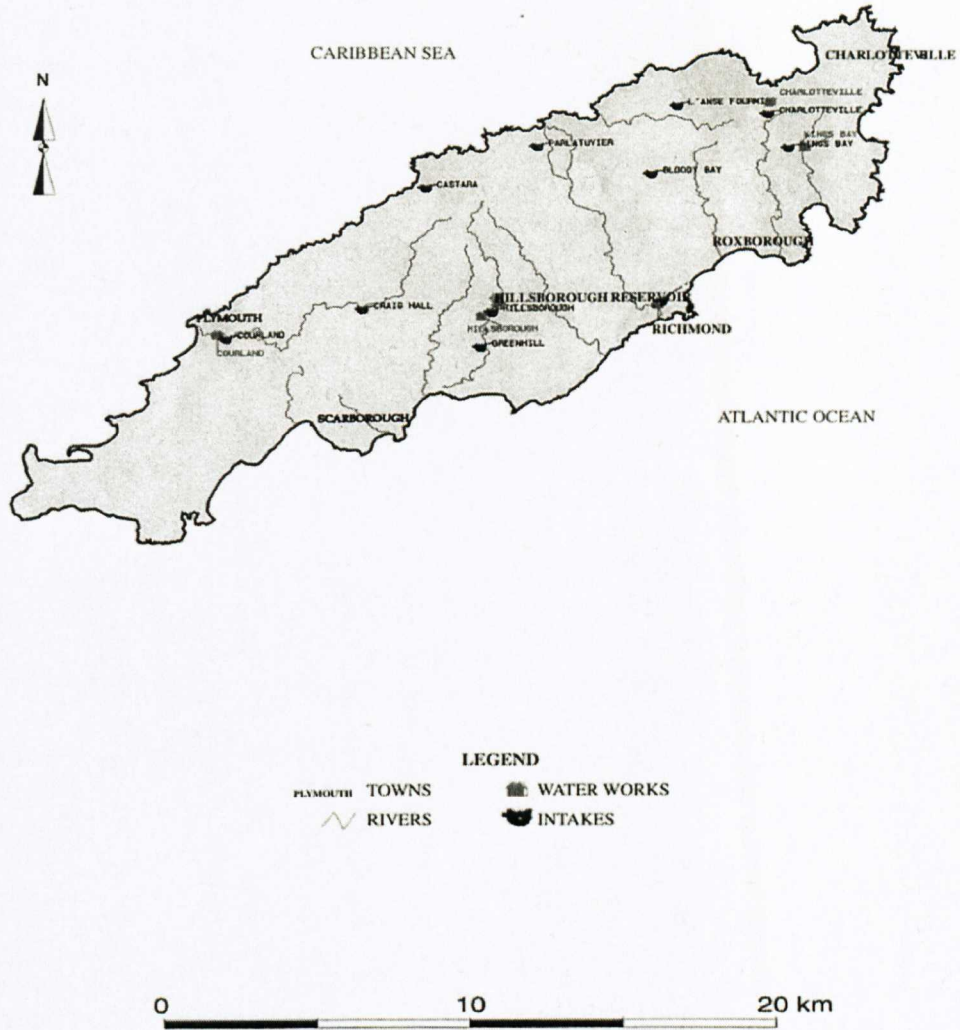 CARIBBEAN SEA
CHARLOTTEVILLE
N
CHARLOTTEVILLE
L'ANSE FOURMI
CHARLOTTEVILLE
KINGS BAY
PARLATUVIER
KINGS BAY
BLOODY BAY
CASTARA
ROXBOROUGH
HILLSBOROUGH RESERVOIR
CRAIG HALL
HILLSBOROUGH
PLYMOUTH
HILLSBOROUGH
RICHMOND
COURLAND
GREENHILL
COURLAND
SCARBOROUGH
ATLANTIC OCEAN
LEGEND
PLYMOUTH TOWNS
WATER WORKS
RIVERS
INTAKES
0 10 20 km